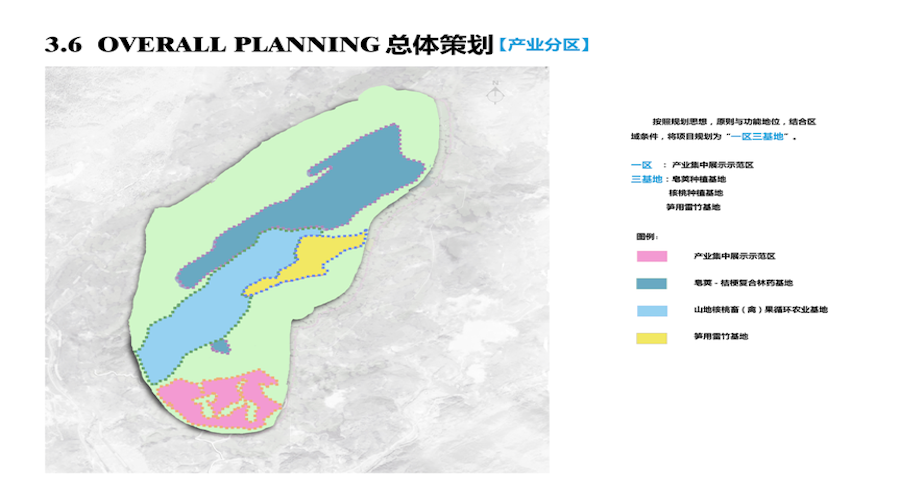 3.6 OVERALL PLANNING 总体策划【产业分区】
N
按照规划思想，原则与功能地位，结合区
域条件，将项目规划为“一区三基地”。
一区 ：产业集中展示示范区
三基地：皂荚种植基地
核桃种植基地
笋用雷竹基地
图例：
产业集中展示示范区
皂荚-桔梗复合林药基地
山地核桃畜（禽）果循环农业基地
笋用雷竹基地